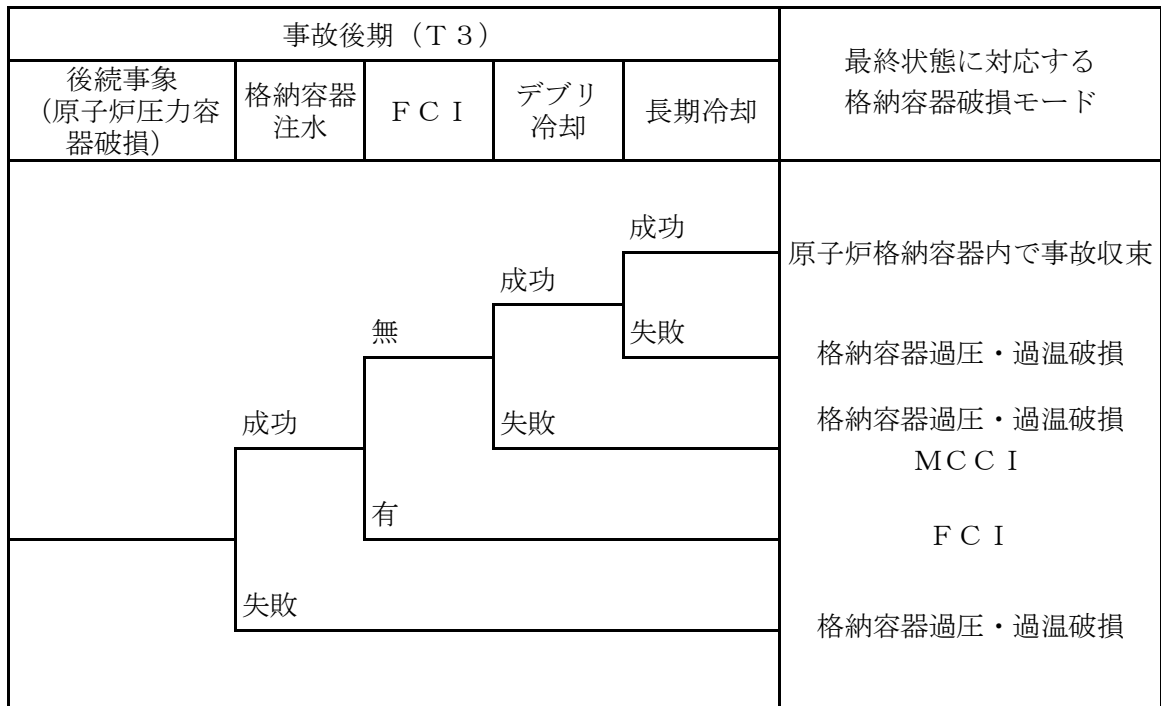 事故後期（Ｔ３）
最終状態に対応する
格納容器破損モード
後続事象
（原子炉圧力容
器破損）
格納容器
注水
ＦＣＩ
デブリ
冷却
長期冷却
成功
原子炉格納容器内で事故収束
成功
無
失敗
格納容器過圧・過温破損
成功
失敗
格納容器過圧・過温破損
ＭＣＣＩ
有
ＦＣＩ
失敗
格納容器過圧・過温破損